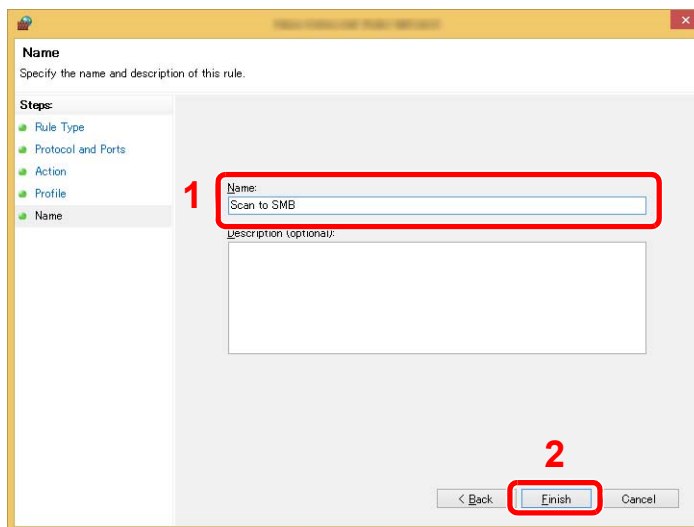 Name
Specify the name and description of this rule.
Steps:
Rule Type
Protocol and Ports
Action
Profile
Name
1
Name:
Scan to SMB
Description (optional):
2
< Back
Finish
Cancel